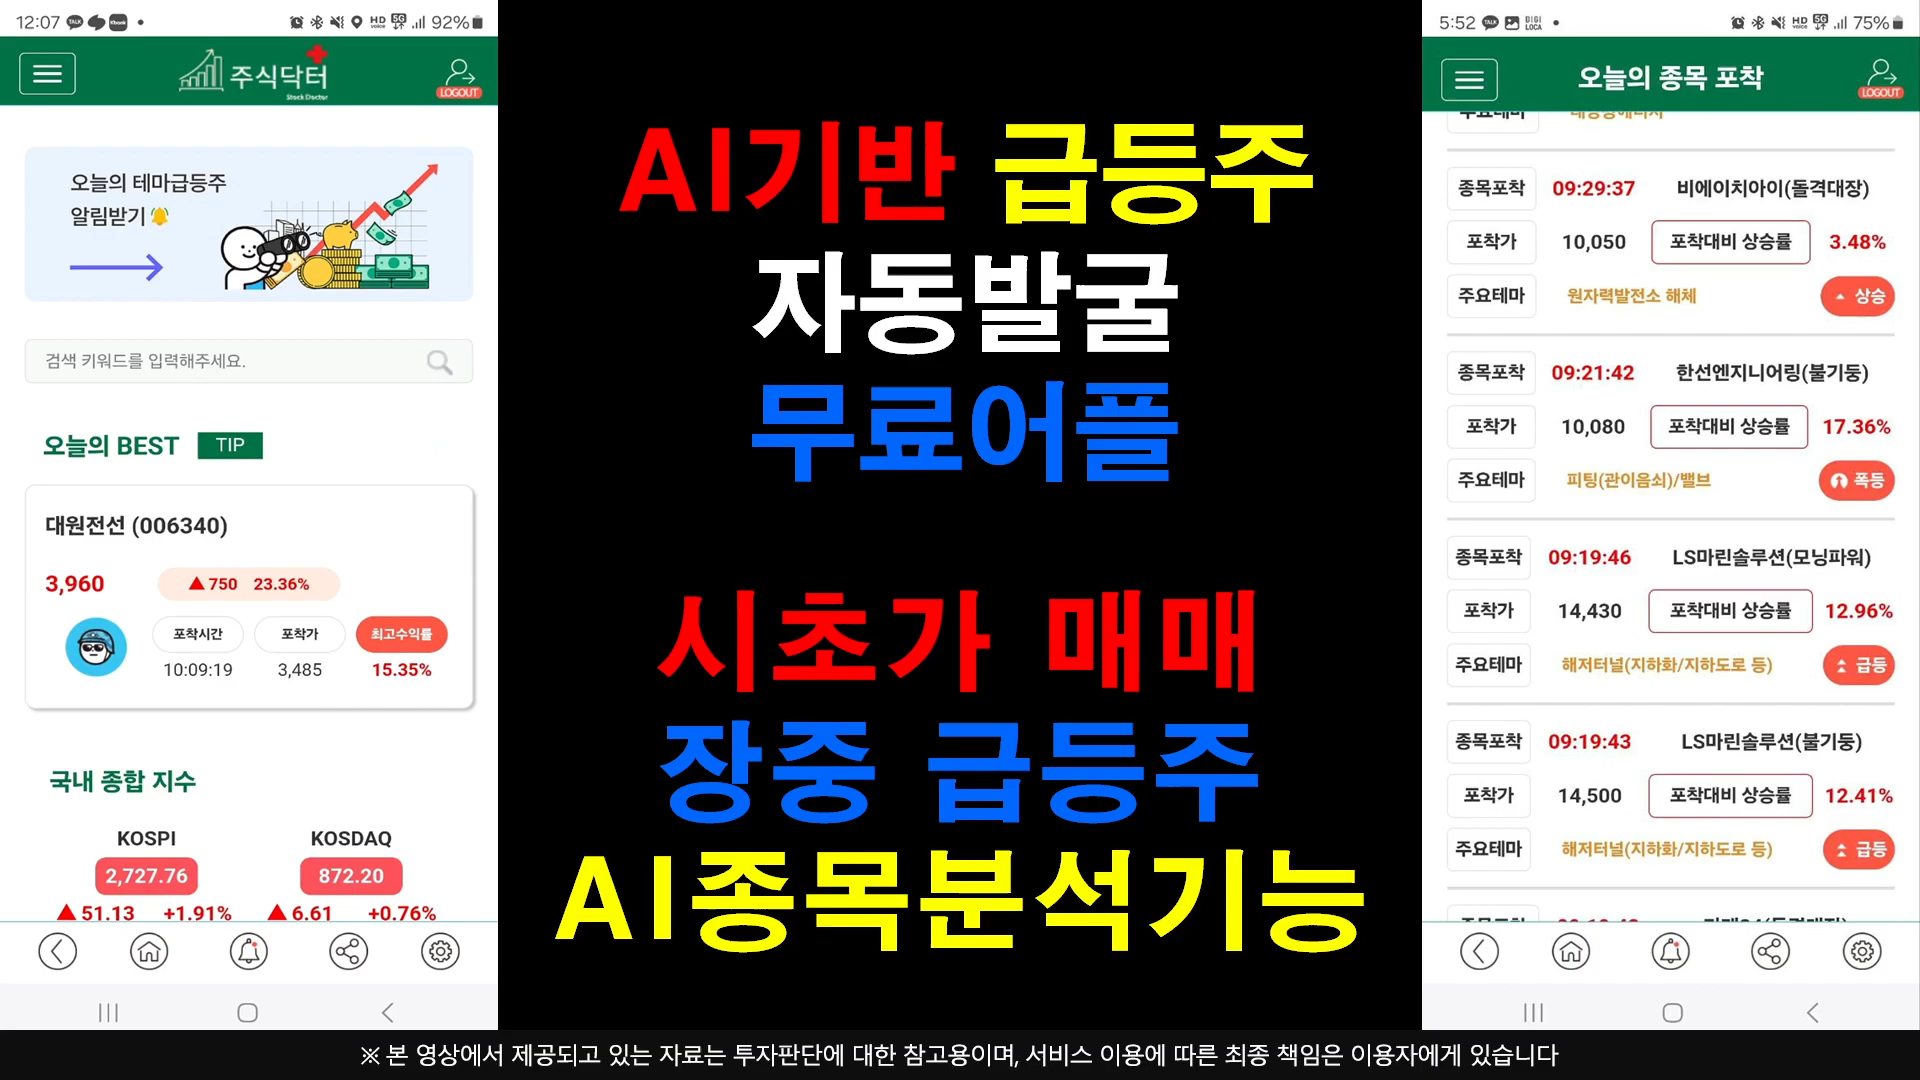 12:07
92%
주식닥터
Stock Doctor
LOGOUT
오늘의 테마급등주
알림받기
검색 키워드를 입력해주세요.
오늘의 BEST TIP
대원전선 (006340)
3,960 ▲750 23.36%
포착시간 포착가 최고수익률
10:09:19 3,485 15.35%
국내 종합 지수
KOSPI KOSDAQ
2,727.76 872.20
▲51.13 +1.91% ▲6.61 +0.76%
AI기반 급등주
자동발굴
무료어플
시초가 매매
장중 급등주
AI종목분석기능
5:52
75%
오늘의 종목 포착
LOGOUT
종목포착 09:29:37 비에이치아이(돌격대장)
포착가 10,050 포착대비 상승률 3.48%
주요테마 원자력발전소 해체 상승
종목포착 09:21:42 한선엔지니어링(불기둥)
포착가 10,080 포착대비 상승률 17.36%
주요테마 피팅(관이음쇠)/밸브 폭등
종목포착 09:19:46 LS마린솔루션(모닝파워)
포착가 14,430 포착대비 상승률 12.96%
주요테마 해저터널(지하화/지하도로 등) 급등
종목포착 09:19:43 LS마린솔루션(불기둥)
포착가 14,500 포착대비 상승률 12.41%
주요테마 해저터널(지하화/지하도로 등) 급등
※ 본 영상에서 제공되고 있는 자료는 투자판단에 대한 참고용이며, 서비스 이용에 따른 최종 책임은 이용자에게 있습니다